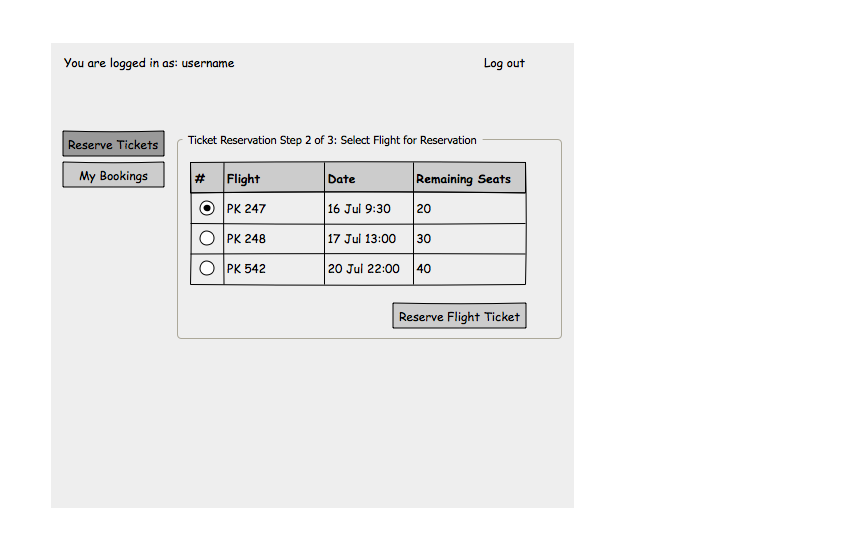 You are logged in as: username Log out
Reserve Tickets
My Bookings
Ticket Reservation Step 2 of 3: Select Flight for Reservation
# Flight Date Remaining Seats
PK 247 16 Jul 9:30 20
PK 248 17 Jul 13:00 30
PK 542 20 Jul 22:00 40
Reserve Flight Ticket